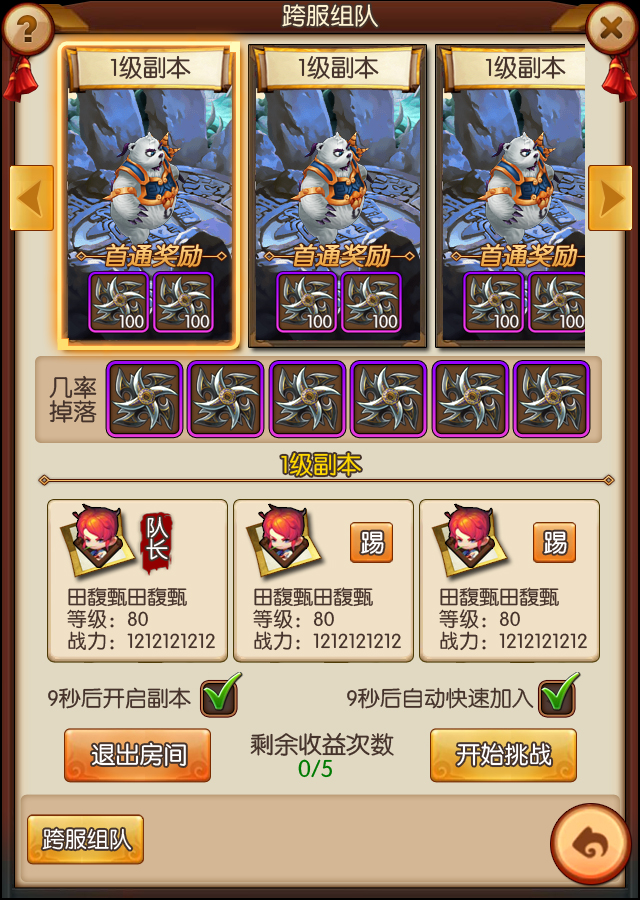 跨服组队
?
1级副本
1级副本
1级副本
首通奖励
首通奖励
首通奖励
100
100
100
100
100
100
几率
掉落
1级副本
队长
踢
踢
田馥甄田馥甄
等级：80
战力：1212121212
田馥甄田馥甄
等级：80
战力：1212121212
田馥甄田馥甄
等级：80
战力：1212121212
9秒后开启副本
9秒后自动快速加入
退出房间
剩余收益次数
0/5
开始挑战
跨服组队